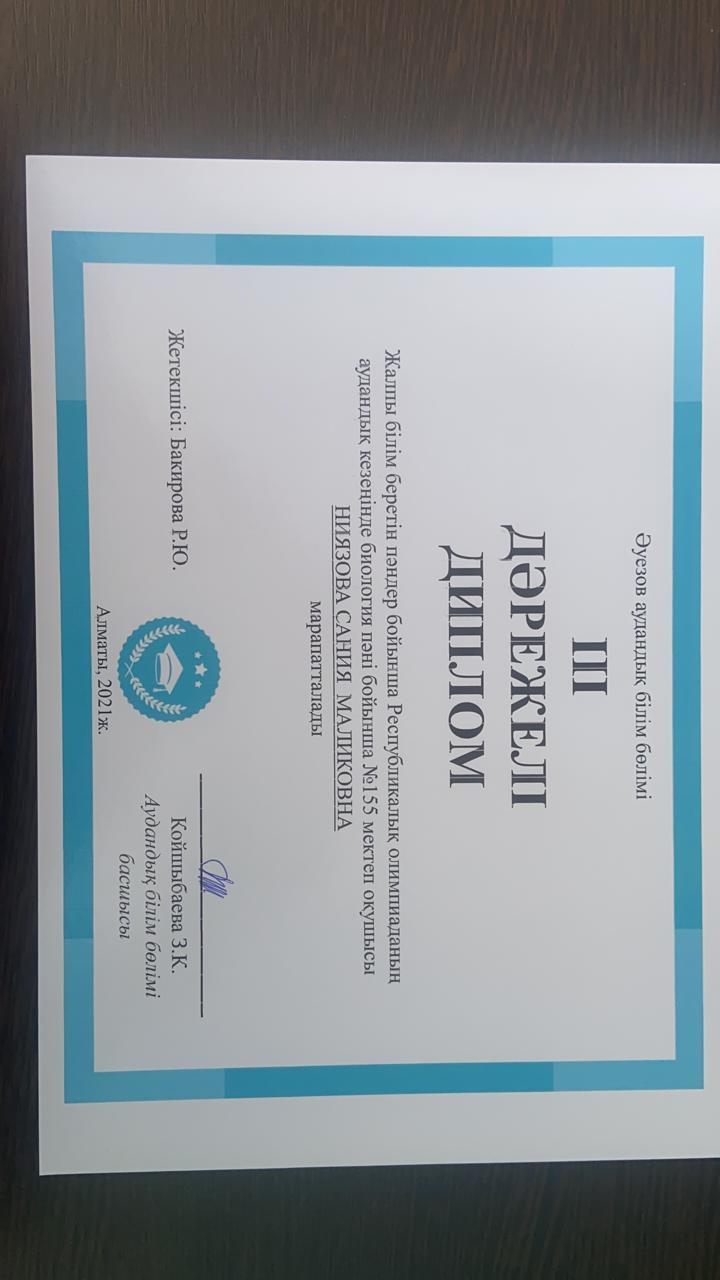 Әуезов аудандық білім бөлімі
III
ДӘРЕЖЕЛІ
ДИПЛОМ
Жалпы білім беретін пәндер бойынша Республикалық олимпиаданың
аудандық кезеңінде биология пәні бойынша №155 мектеп оқушысы
НИЯЗОВА САНИЯ МАЛИКОВНА
марапатталады
Жетекшісі: Бакирова Р.Ю.
Койшыбаева З.К.
Аудандық білім бөлімі
басшысы
Алматы, 2021ж.